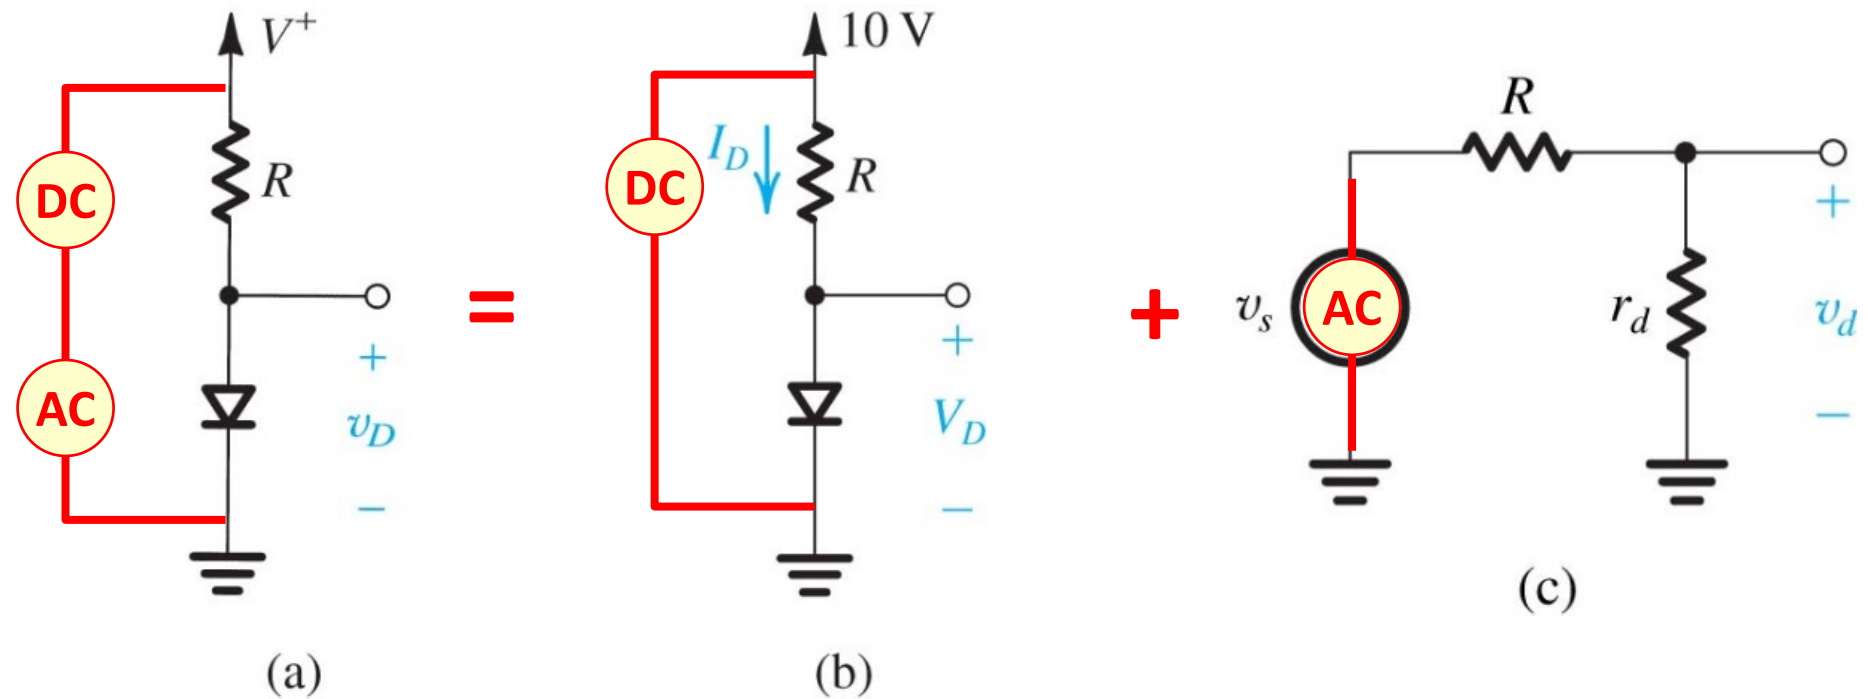 V⁺
DC
R
AC
+
v_D
−
(a)
=
10 V
DC
I_D
R
+
V_D
−
(b)
+
R
v_s
AC
r_d
+
v_d
−
(c)